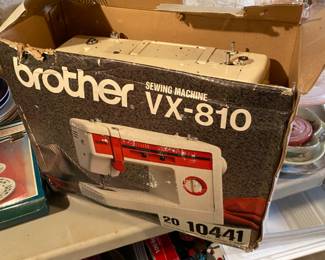 brother
SEWING MACHINE
VX-810
20 10441